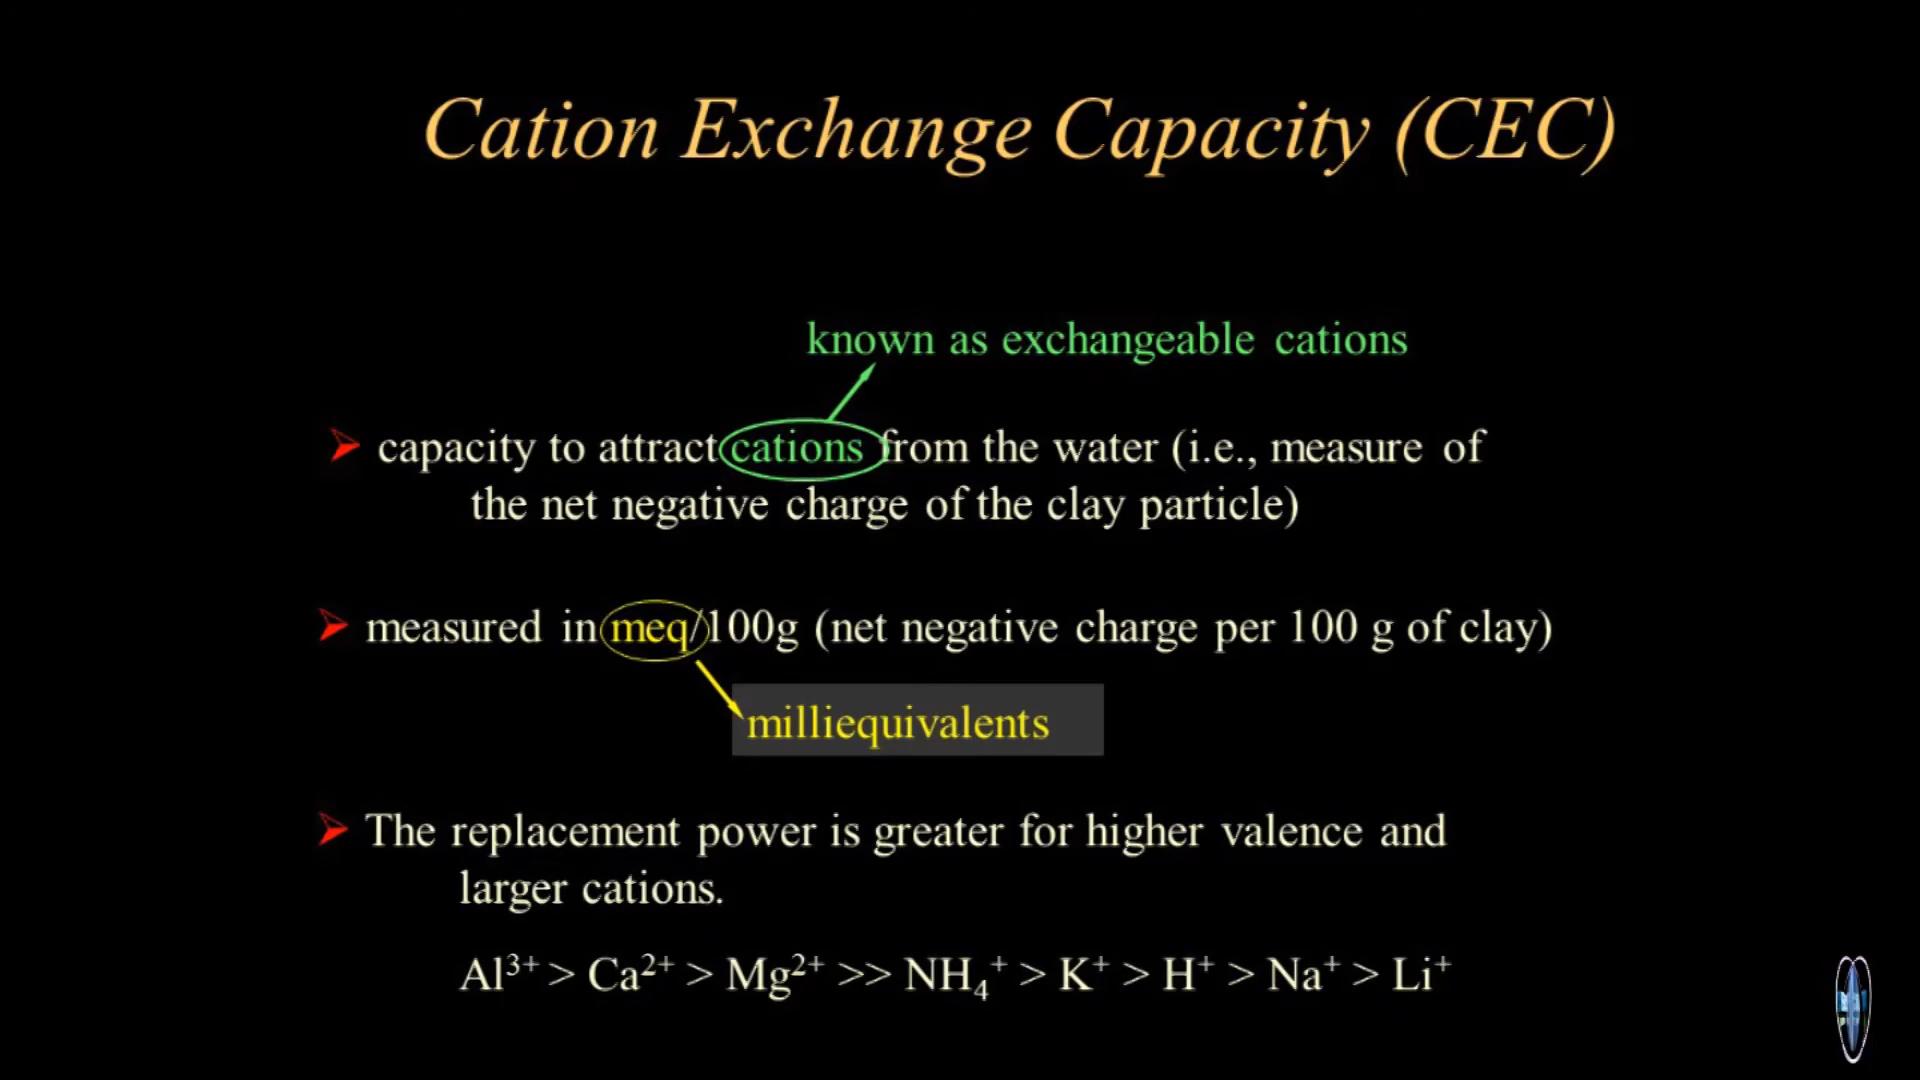 Cation Exchange Capacity (CEC)
known as exchangeable cations
capacity to attract cations from the water (i.e., measure of
the net negative charge of the clay particle)
measured in meq/100g (net negative charge per 100 g of clay)
milliequivalents
The replacement power is greater for higher valence and
larger cations.
Al³⁺ > Ca²⁺ > Mg²⁺ >> NH₄⁺ > K⁺ > H⁺ > Na⁺ > Li⁺